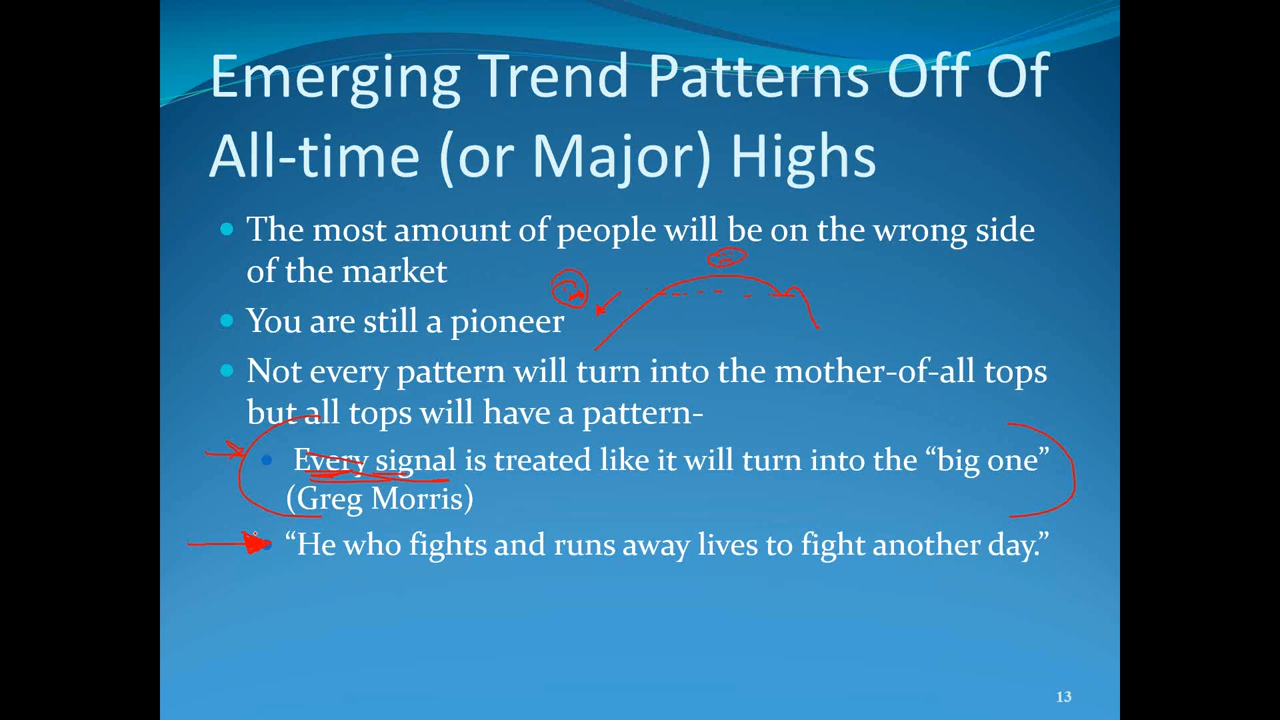 Emerging Trend Patterns Off Of
All-time (or Major) Highs
The most amount of people will be on the wrong side
of the market
You are still a pioneer
Not every pattern will turn into the mother-of-all tops
but all tops will have a pattern-
Every signal is treated like it will turn into the “big one”
(Greg Morris)
“He who fights and runs away lives to fight another day.”
13